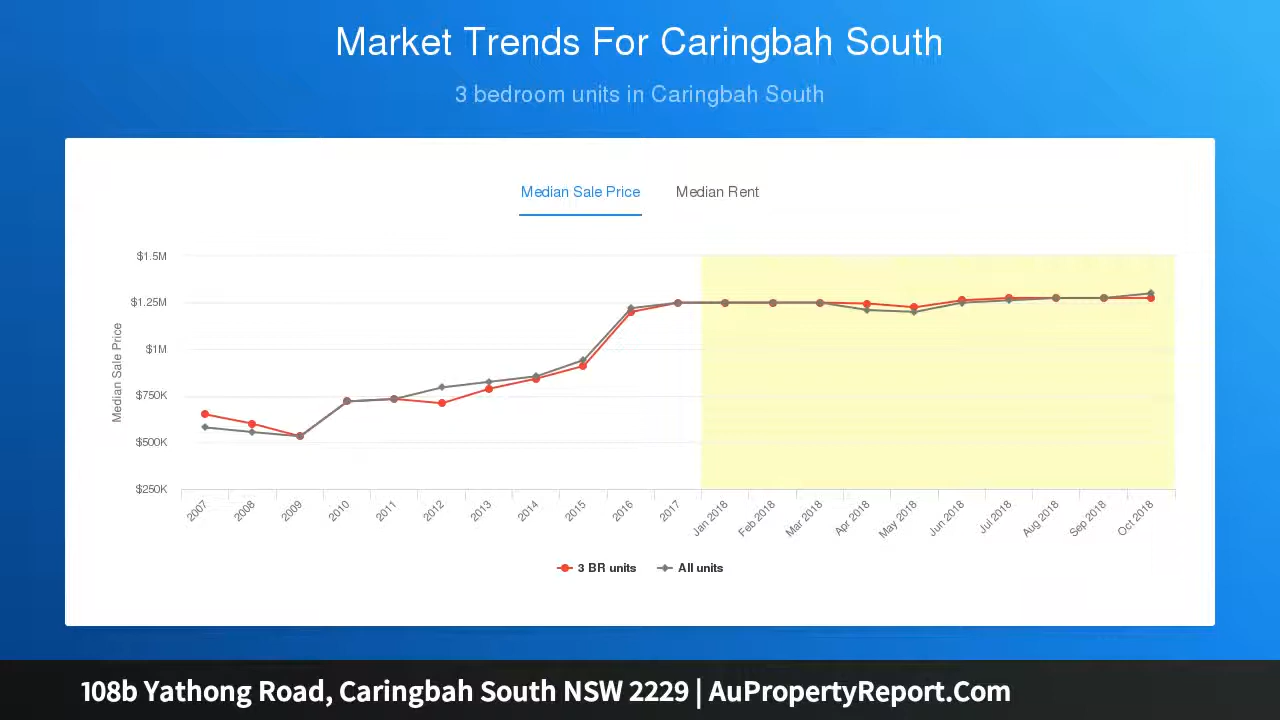 Market Trends For Caringbah South
3 bedroom units in Caringbah South
Median Sale Price Median Rent
$1.5M
$1.25M
$1M
$750K
$500K
$250K
Median Sale Price
2007 2008 2009 2010 2011 2012 2013 2014 2015 2016 2017 Jan 2018 Feb 2018 Mar 2018 Apr 2018 May 2018 Jun 2018 Jul 2018 Aug 2018 Sep 2018 Oct 2018
3 BR units All units
108b Yathong Road, Caringbah South NSW 2229 | AuPropertyReport.Com